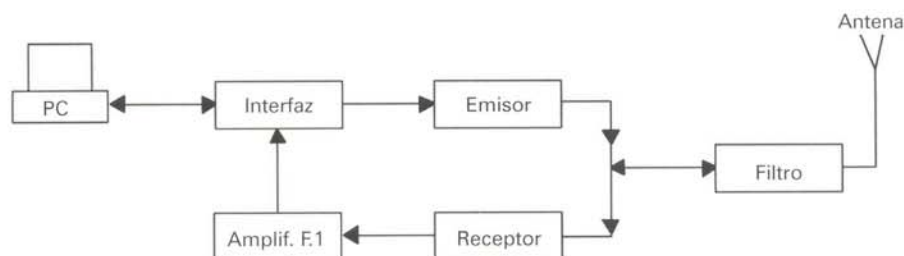 Antena
PC
Interfaz
Emisor
Filtro
Amplif. F.1
Receptor